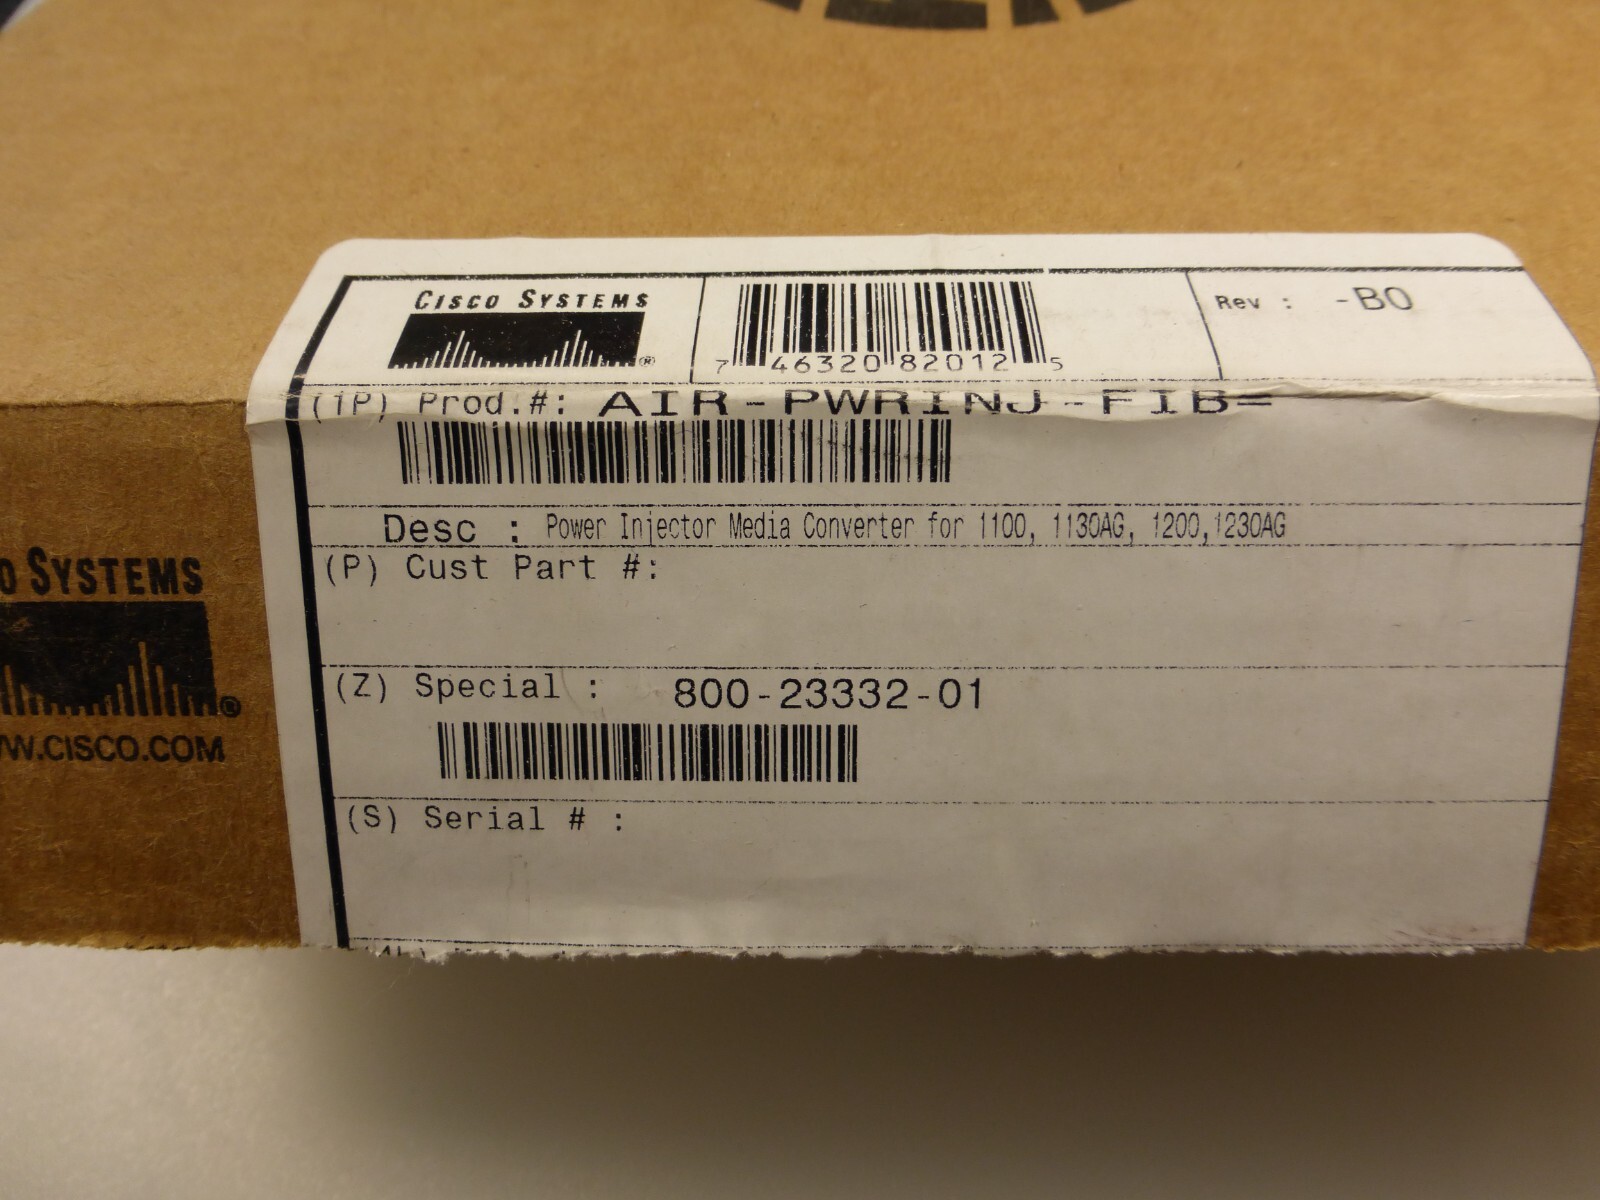 CISCO SYSTEMS
®
7 46320 82012 5
Rev : -B0
(1P) Prod.#: AIR-PWRINJ-FIB=
Desc : Power Injector Media Converter for 1100, 1130AG, 1200,1230AG
(P) Cust Part #:
(Z) Special : 800-23332-01
(S) Serial # :
O SYSTEMS
®
WW.CISCO.COM